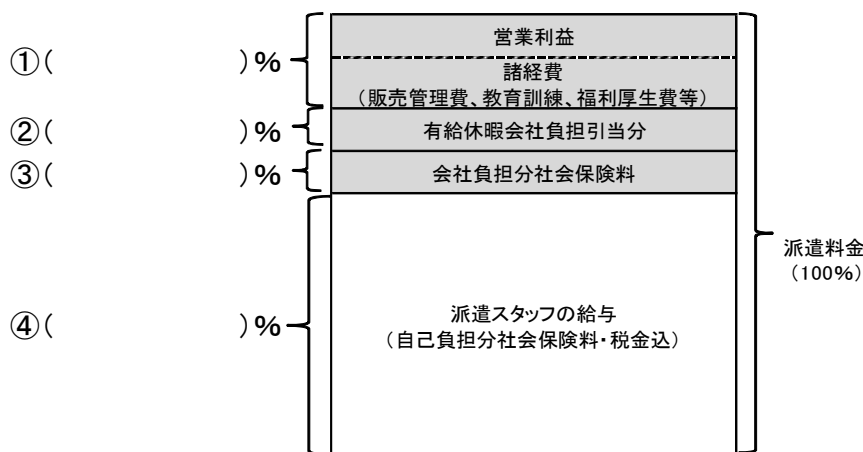 営業利益
①(　　　　　　　)%
諸経費
（販売管理費、教育訓練、福利厚生費等）
②(　　　　　　　)%
有給休暇会社負担引当分
③(　　　　　　　)%
会社負担分社会保険料
派遣料金
（100%）
④(　　　　　　　)%
派遣スタッフの給与
（自己負担分社会保険料・税金込）